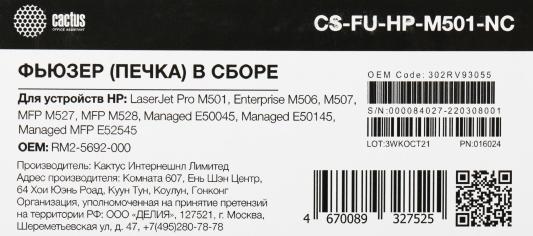 cactus
OFFICE ASSISTANT
CS-FU-HP-M501-NC
ФЬЮЗЕР (ПЕЧКА) В СБОРЕ
Для устройств HP: LaserJet Pro M501, Enterprise M506, M507,
MFP M527, MFP M528, Managed E50045, Managed E50145,
Managed MFP E52545
OEM: RM2-5692-000
OEM Code: 302RV93055
S/N:000084027-220308001
LOT:3WKOCT21 PN:016024
Производитель: Кактус Интернешнл Лимитед
Адрес производителя: Комната 607, Ень Шэн Центр,
64 Хои Юэнь Роад, Куун Тун, Коулун, Гонконг
Организация, уполномоченная на принятие претензий
на территории РФ: ООО «ДЕЛИЯ», 127521, г. Москва,
Шереметьевская ул., д. 47, +7(495)280-78-78
4 670089 327525